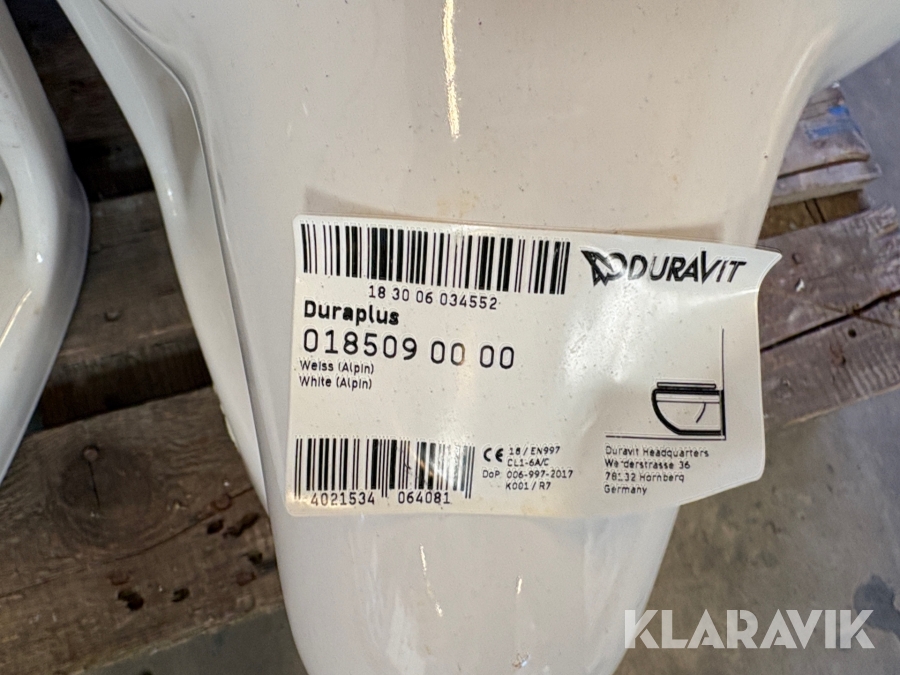 18 30 06 034552
DURAVIT
Duraplus
018509 00 00
Weiss (Alpin)
White (Alpin)
4021534 064081
CE 18 / EN997
CL1-6A/C
DoP: 006-997-2017
K001 / R7
Duravit Headquarters
Werderstrasse 36
78132 Hornberg
Germany
KLARAVIK